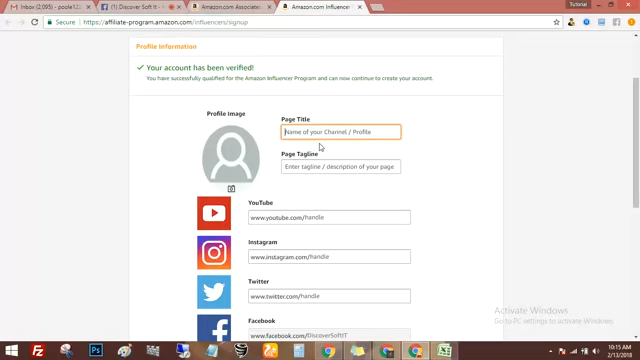 Inbox (2,095) - poole12
Discover Soft It -
Amazon.com Associates
Amazon.com Influencer
Tutorial
Secure
https://affiliate-program.amazon.com/influencers/signup
Profile Information
Your account has been verified!
You have successfully qualified for the Amazon Influencer Program and can now continue to create your account.
Profile Image
Page Title
Name of your Channel / Profile
Page Tagline
Enter tagline / description of your page
YouTube
www.youtube.com/handle
Instagram
www.instagram.com/handle
Twitter
www.twitter.com/handle
Facebook
www.facebook.com/DiscoverSoftIT
Activate Windows
Go to PC settings to activate Windows.
10:15 AM
2/13/2018